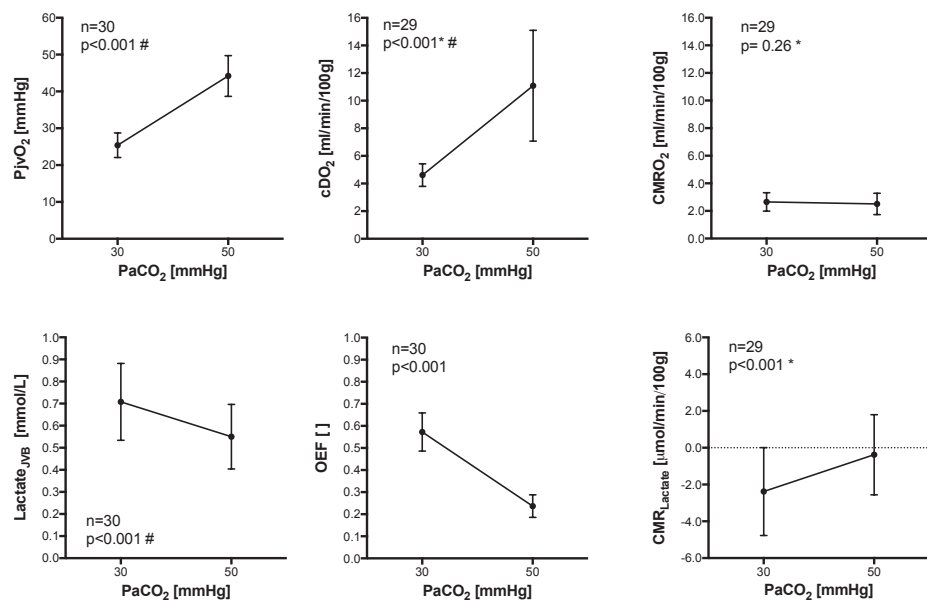 n=30
p<0.001 #
PjvO2 [mmHg]
60
50
40
30
20
10
0
30
50
PaCO2 [mmHg]
n=29
p<0.001* #
cDO2 [ml/min/100g]
16
14
12
10
8
6
4
2
0
30
50
PaCO2 [mmHg]
n=29
p= 0.26 *
CMRO2 [ml/min/100g]
16.0
14.0
12.0
10.0
8.0
6.0
4.0
2.0
0.0
30
50
PaCO2 [mmHg]
n=30
p<0.001 #
LactateJVB [mmol/L]
1.0
0.9
0.8
0.7
0.6
0.5
0.4
0.3
0.2
0.1
0.0
30
50
PaCO2 [mmHg]
n=30
p<0.001
OEF [ ]
1.0
0.9
0.8
0.7
0.6
0.5
0.4
0.3
0.2
0.1
0.0
30
50
PaCO2 [mmHg]
n=29
p<0.001 *
CMRLactate [μmol/min/100g]
6.0
4.0
2.0
0.0
-2.0
-4.0
-6.0
30
50
PaCO2 [mmHg]